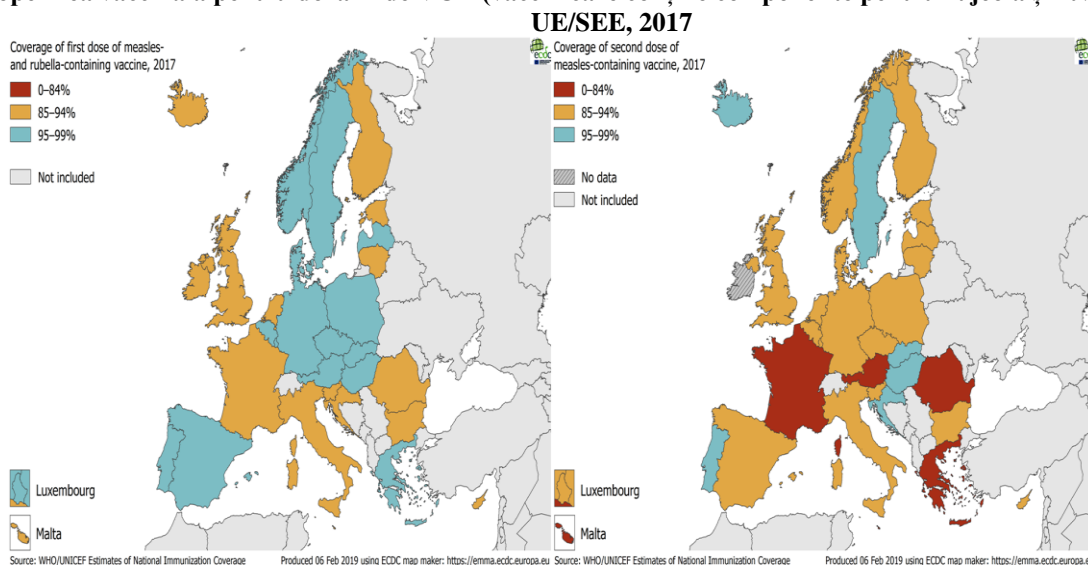 UE/SEE, 2017
Coverage of first dose of measles-
and rubella-containing vaccine, 2017
0–84%
85–94%
95–99%
Not included
Luxembourg
Malta
Source: WHO/UNICEF Estimates of National Immunization Coverage
Produced 06 Feb 2019 using ECDC map maker: https://emma.ecdc.europa.eu
Coverage of second dose of
measles-containing vaccine, 2017
0–84%
85–94%
95–99%
No data
Not included
Luxembourg
Malta
Source: WHO/UNICEF Estimates of National Immunization Coverage
Produced 06 Feb 2019 using ECDC map maker: https://emma.ecdc.europa.e